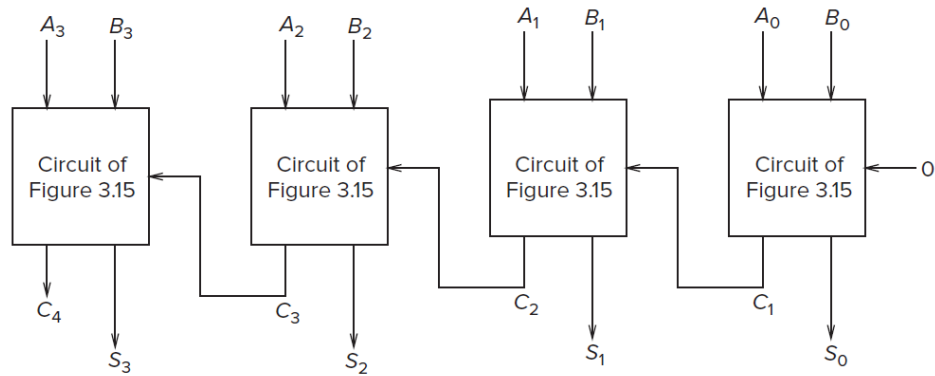 A₃ B₃ A₂ B₂ A₁ B₁ A₀ B₀
Circuit of Circuit of Circuit of Circuit of
Figure 3.15 Figure 3.15 Figure 3.15 Figure 3.15 0
C₄ C₃ C₂ C₁
S₃ S₂ S₁ S₀